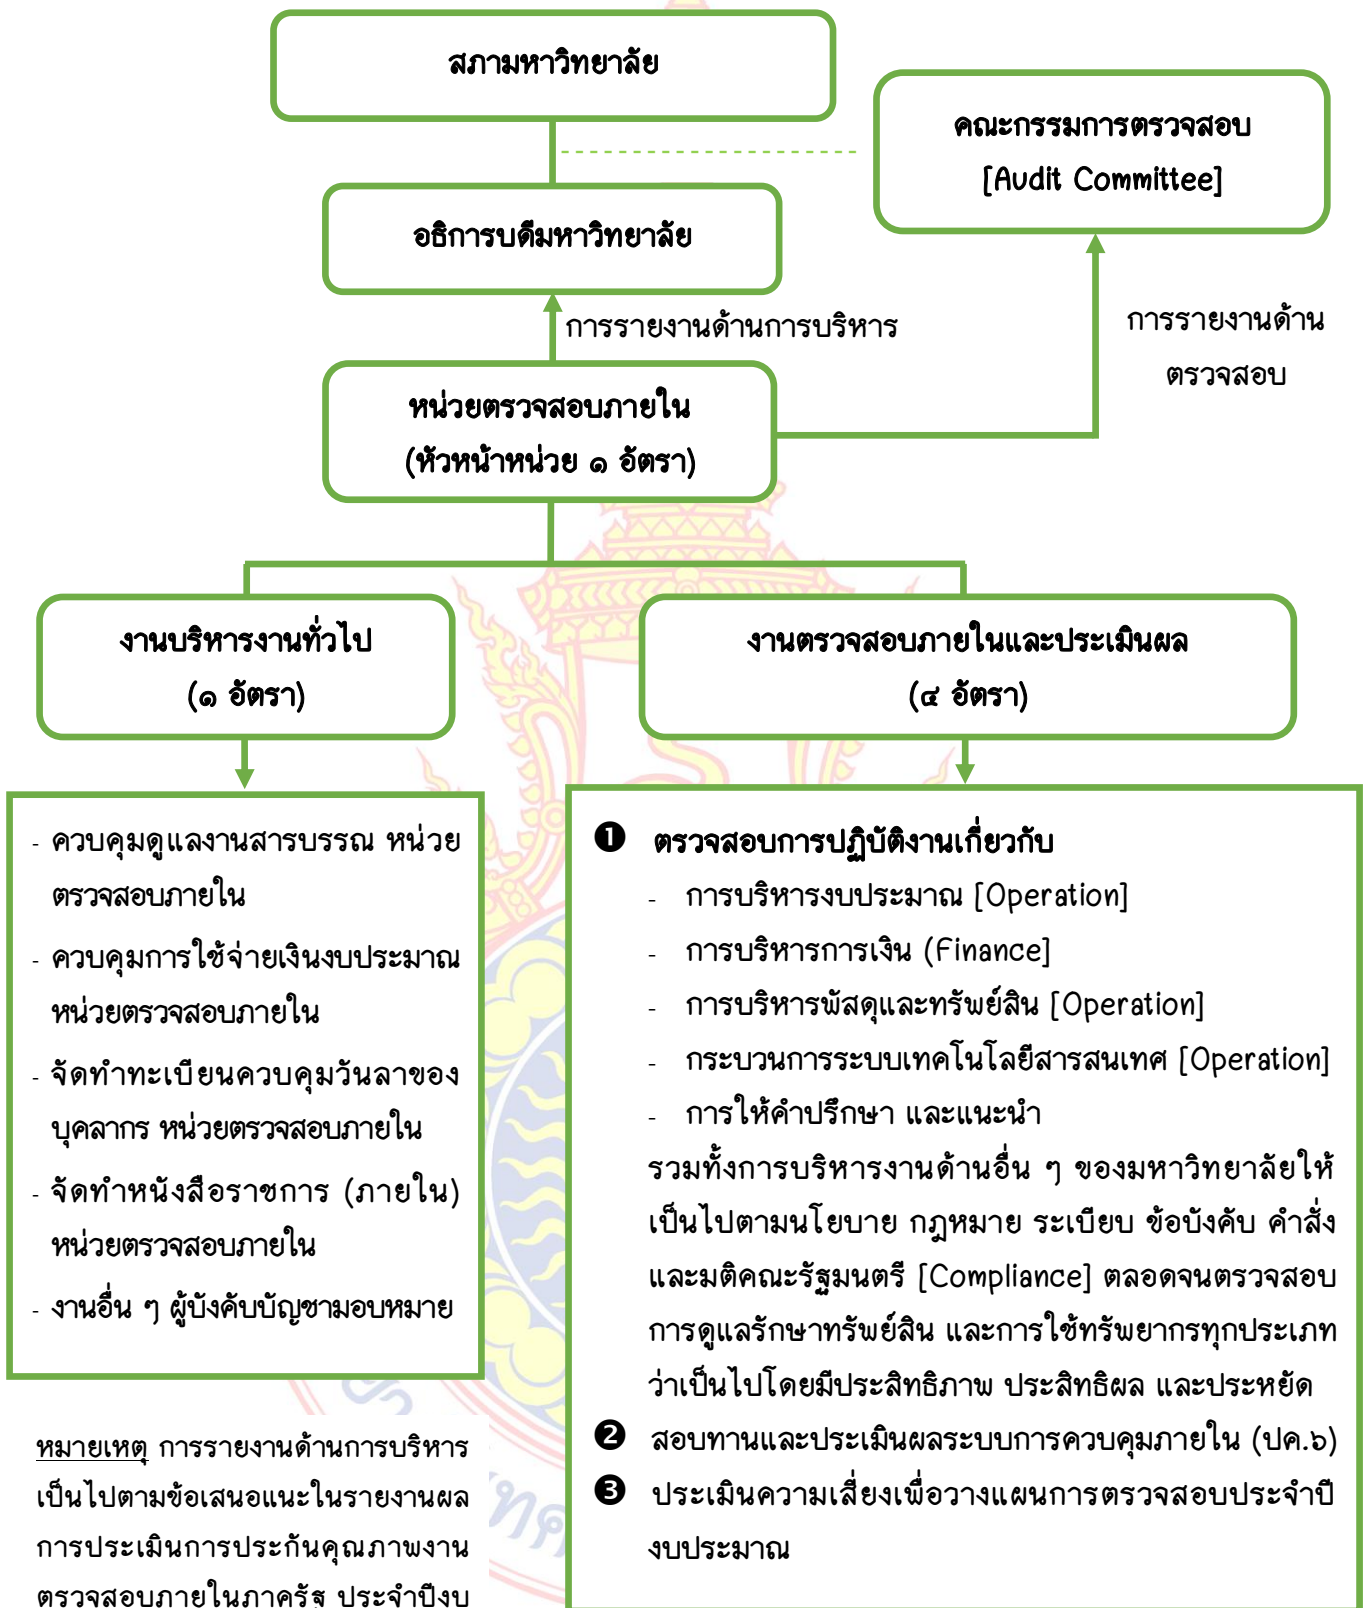 สภามหาวิทยาลัย
คณะกรรมการตรวจสอบ
[Audit Committee]
อธิการบดีมหาวิทยาลัย
การรายงานด้านการบริหาร
การรายงานด้าน
ตรวจสอบ
หน่วยตรวจสอบภายใน
(หัวหน้าหน่วย ๑ อัตรา)
งานบริหารงานทั่วไป
(๑ อัตรา)
งานตรวจสอบภายในและประเมินผล
(๔ อัตรา)
- ควบคุมดูแลงานสารบรรณ หน่วย
ตรวจสอบภายใน
- ควบคุมการใช้จ่ายเงินงบประมาณ
หน่วยตรวจสอบภายใน
- จัดทำทะเบียนควบคุมวันลาของ
บุคลากร หน่วยตรวจสอบภายใน
- จัดทำหนังสือราชการ (ภายใน)
หน่วยตรวจสอบภายใน
- งานอื่น ๆ ผู้บังคับบัญชามอบหมาย
❶ ตรวจสอบการปฏิบัติงานเกี่ยวกับ
- การบริหารงบประมาณ [Operation]
- การบริหารการเงิน (Finance]
- การบริหารพัสดุและทรัพย์สิน [Operation]
- กระบวนการระบบเทคโนโลยีสารสนเทศ [Operation]
- การให้คำปรึกษา และแนะนำ
รวมทั้งการบริหารงานด้านอื่น ๆ ของมหาวิทยาลัยให้
เป็นไปตามนโยบาย กฎหมาย ระเบียบ ข้อบังคับ คำสั่ง
และมติคณะรัฐมนตรี [Compliance] ตลอดจนตรวจสอบ
การดูแลรักษาทรัพย์สิน และการใช้ทรัพยากรทุกประเภท
ว่าเป็นไปโดยมีประสิทธิภาพ ประสิทธิผล และประหยัด
❷ สอบทานและประเมินผลระบบการควบคุมภายใน (ปค.๖)
❸ ประเมินความเสี่ยงเพื่อวางแผนการตรวจสอบประจำปี
งบประมาณ
หมายเหตุ การรายงานด้านการบริหาร
เป็นไปตามข้อเสนอแนะในรายงานผล
การประเมินการประกันคุณภาพงาน
ตรวจสอบภายในภาครัฐ ประจำปีงบ